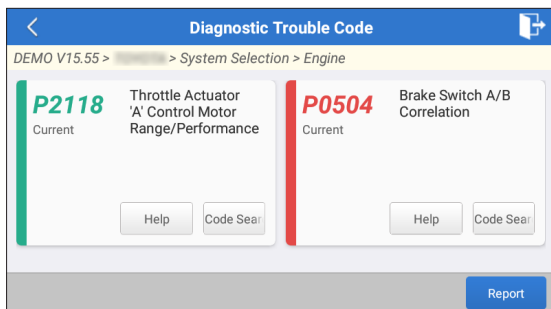 Diagnostic Trouble Code
DEMO V15.55 > > System Selection > Engine
P2118
Current
Throttle Actuator
'A' Control Motor
Range/Performance
Help
Code Sear
P0504
Current
Brake Switch A/B
Correlation
Help
Code Sear
Report